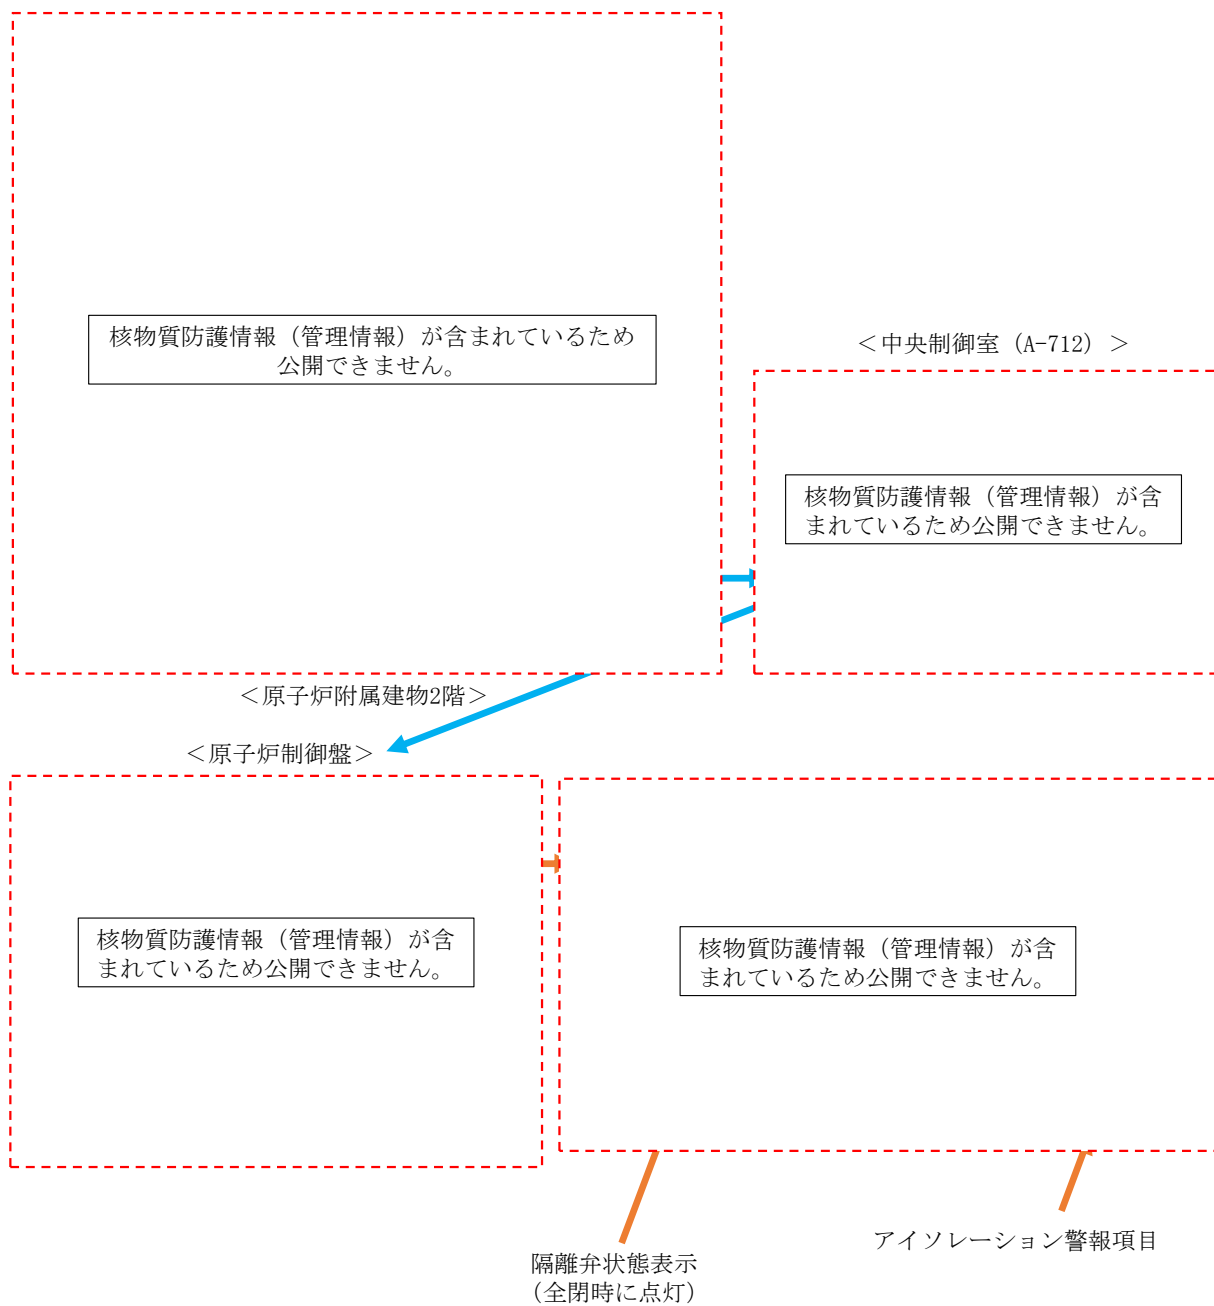 核物質防護情報（管理情報）が含まれているため
公開できません。
＜中央制御室（A-712）＞
核物質防護情報（管理情報）が含
まれているため公開できません。
＜原子炉附属建物2階＞
＜原子炉制御盤＞
核物質防護情報（管理情報）が含
まれているため公開できません。
核物質防護情報（管理情報）が含
まれているため公開できません。
隔離弁状態表示
（全閉時に点灯）
アイソレーション警報項目